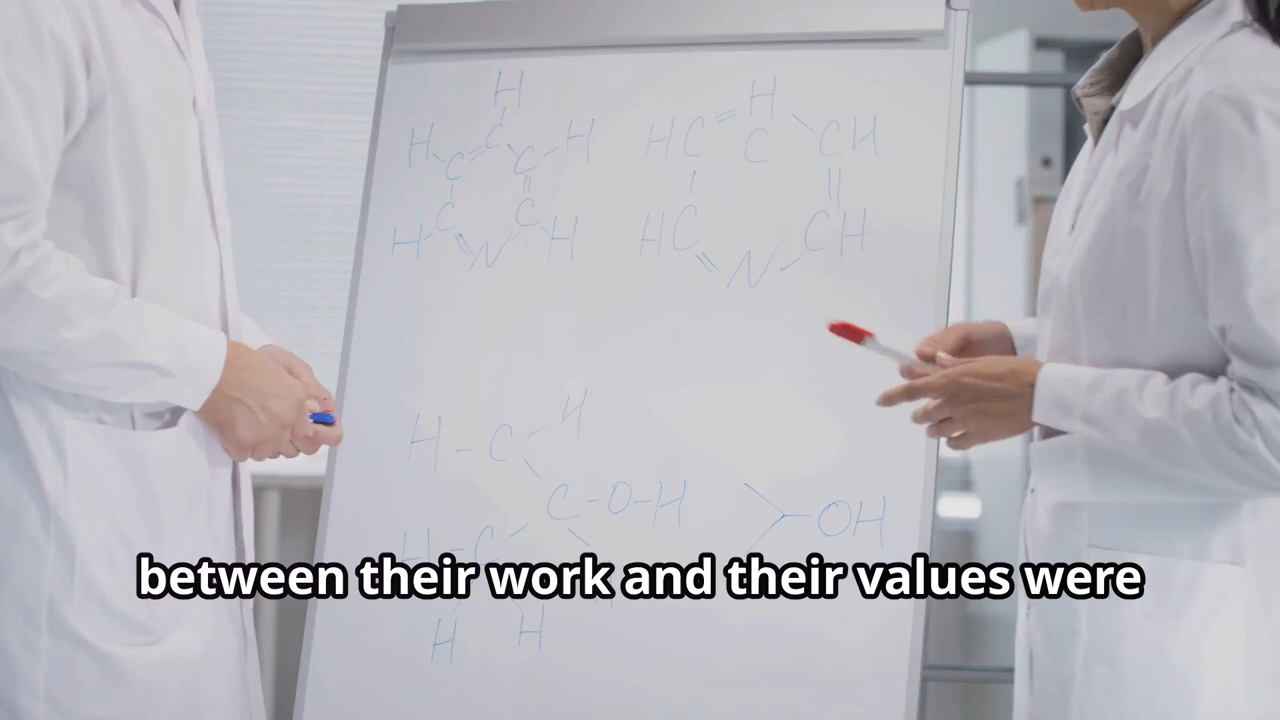 H
H C C H
C
C C
H N H
H
HC C CH
HC CH
N
H
H-C
C-O-H
OH
H-C
between their work and their values were
H H